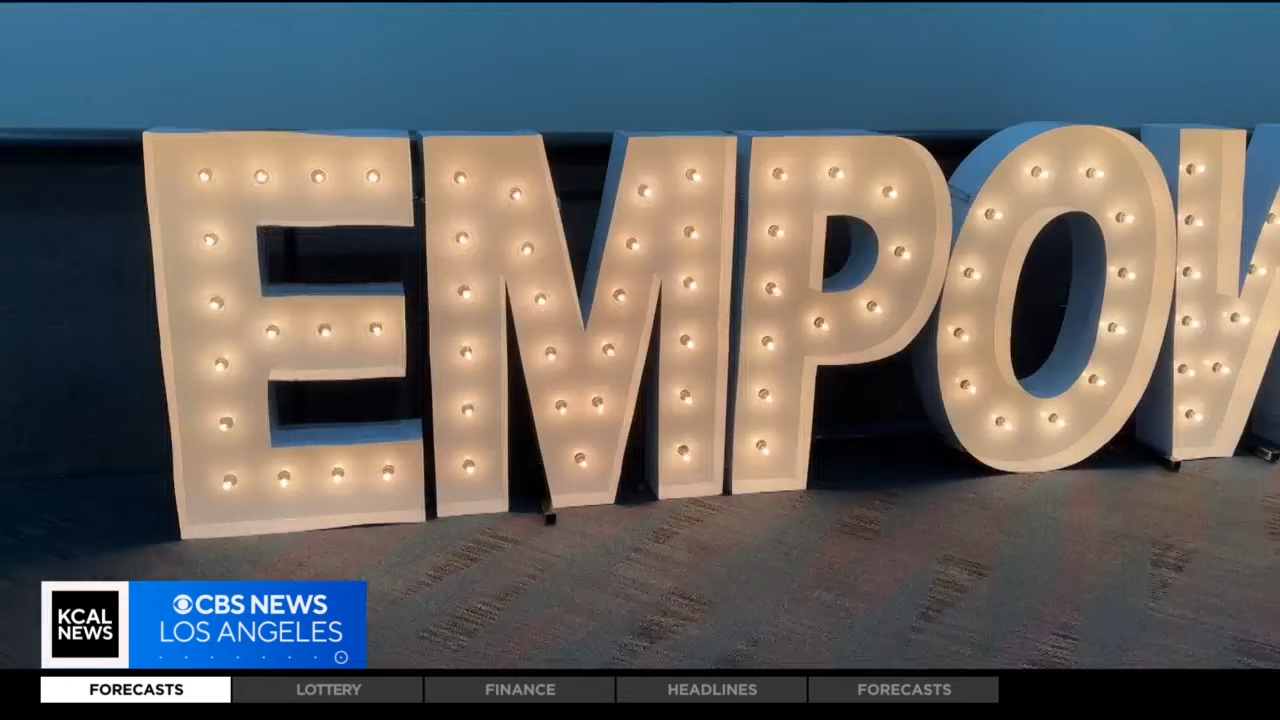 EMPOW
KCAL
NEWS
CBS NEWS
LOS ANGELES
FORECASTS
LOTTERY
FINANCE
HEADLINES
FORECASTS